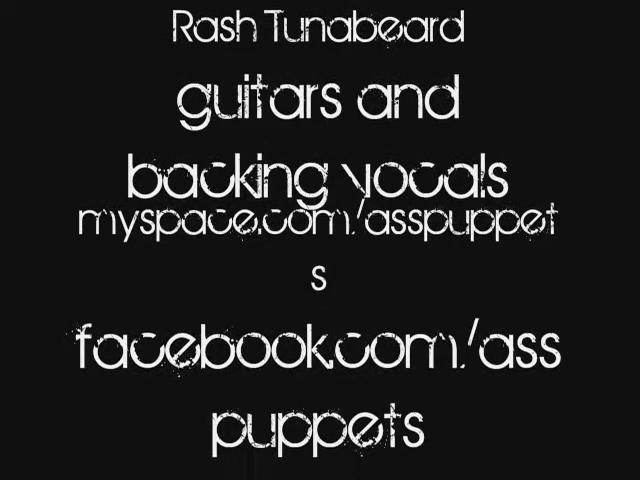 Rash Tunabeard
guitars and
backing vocals
myspace.com/asspuppet
s
facebook.com/ass
puppets